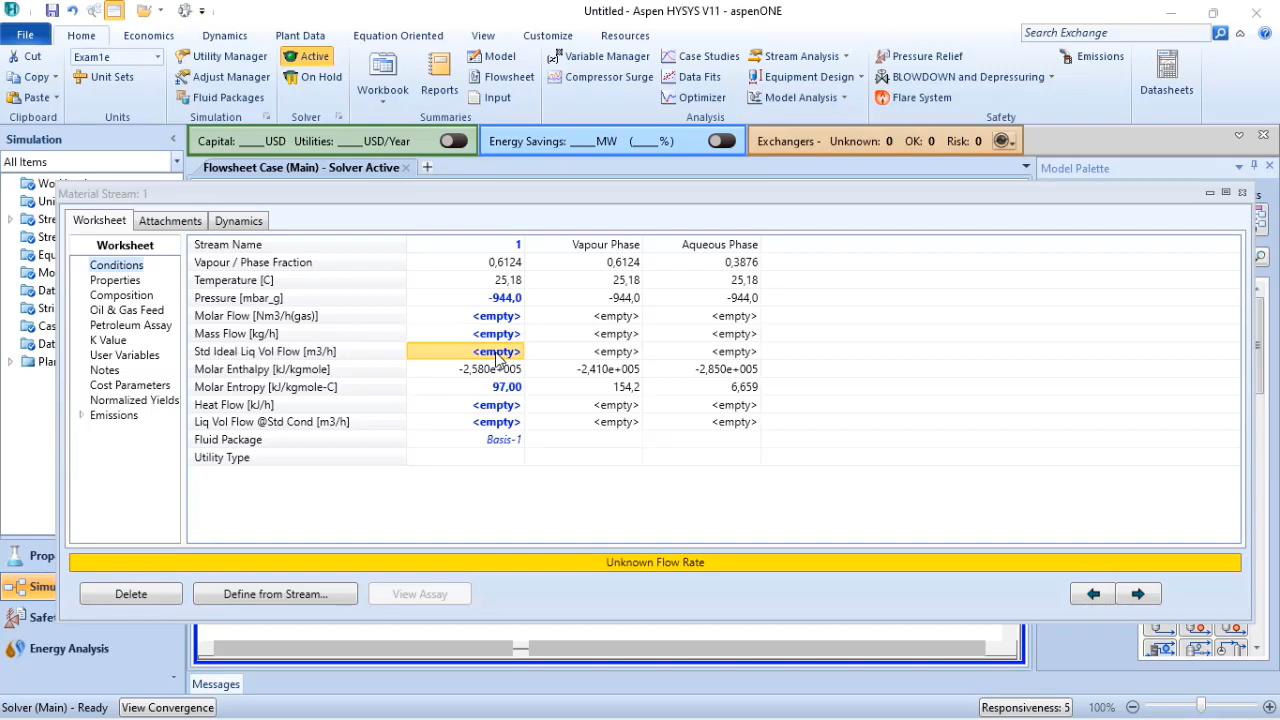 Untitled - Aspen HYSYS V11 - aspenONE
File Home Economics Dynamics Plant Data Equation Oriented View Customize Resources Search Exchange
Cut Exam1e Utility Manager Active Model Variable Manager Case Studies Stream Analysis Pressure Relief Emissions
Copy Unit Sets Adjust Manager On Hold Workbook Reports Flowsheet Compressor Surge Data Fits Equipment Design BLOWDOWN and Depressuring Datasheets
Paste Fluid Packages Input Optimizer Model Analysis Flare System
Clipboard Units Simulation Solver Summaries Analysis Safety
Simulation Capital: ____ USD Utilities: ____ USD/Year Energy Savings: ____ MW (____ %) Exchangers - Unknown: 0 OK: 0 Risk: 0
All Items Flowsheet Case (Main) - Solver Active Model Palette
Material Stream: 1
Worksheet Attachments Dynamics
Worksheet Stream Name 1 Vapour Phase Aqueous Phase
Conditions Vapour / Phase Fraction 0,6124 0,6124 0,3876
Properties Temperature [C] 25,18 25,18 25,18
Composition Pressure [mbar_g] -944,0 -944,0 -944,0
Oil & Gas Feed Molar Flow [Nm3/h(gas)] <empty> <empty> <empty>
Petroleum Assay Mass Flow [kg/h] <empty> <empty> <empty>
K Value Std Ideal Liq Vol Flow [m3/h] <empty> <empty> <empty>
User Variables Molar Enthalpy [kJ/kgmole] -2,580e+005 -2,410e+005 -2,850e+005
Notes Molar Entropy [kJ/kgmole-C] 97,00 154,2 6,659
Cost Parameters Heat Flow [kJ/h] <empty> <empty> <empty>
Normalized Yields Liq Vol Flow @Std Cond [m3/h] <empty> <empty> <empty>
Emissions Fluid Package Basis-1
Utility Type
Unknown Flow Rate
Delete Define from Stream... View Assay
Prop
Simu
Safe
Energy Analysis
Messages
Solver (Main) - Ready View Convergence Responsiveness: 5 100%